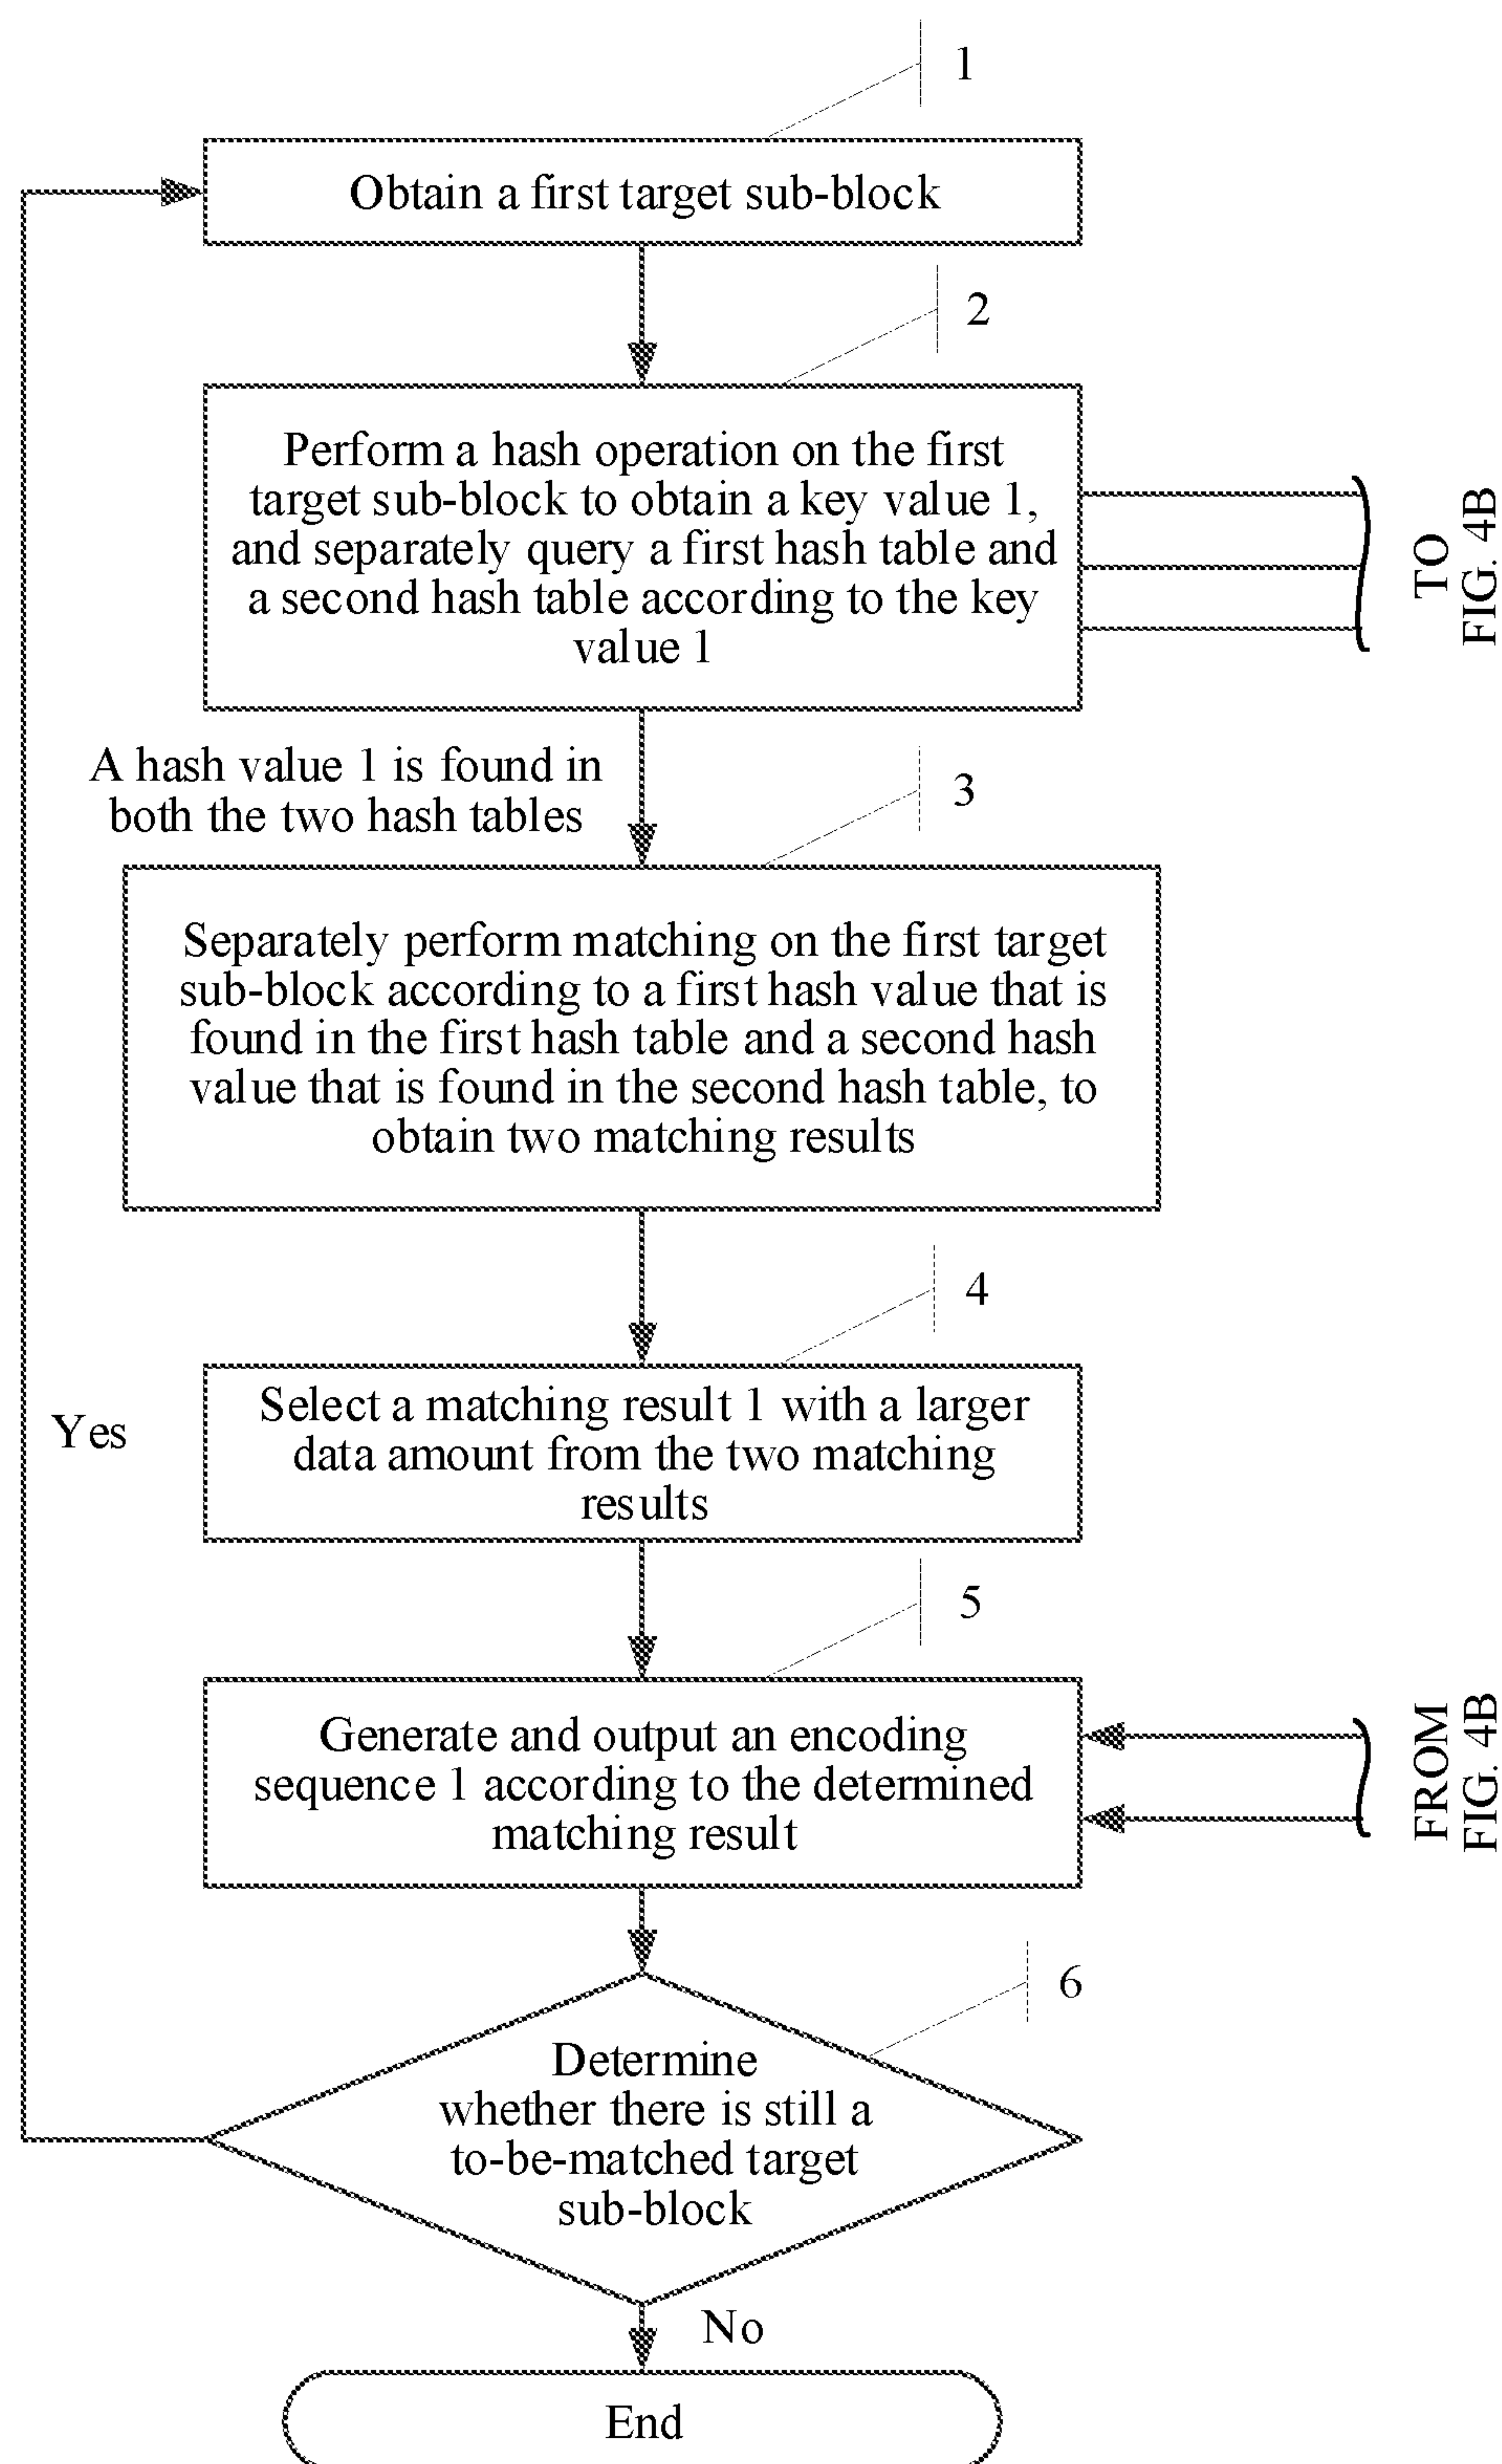 1
Obtain a first target sub-block
2
Perform a hash operation on the first
target sub-block to obtain a key value 1,
and separately query a first hash table and
a second hash table according to the key
value 1
TO
FIG. 4B
A hash value 1 is found in
both the two hash tables
3
Separately perform matching on the first target
sub-block according to a first hash value that is
found in the first hash table and a second hash
value that is found in the second hash table, to
obtain two matching results
4
Select a matching result 1 with a larger
data amount from the two matching
results
Yes
5
Generate and output an encoding
sequence 1 according to the determined
matching result
FROM
FIG. 4B
6
Determine
whether there is still a
to-be-matched target
sub-block
No
End